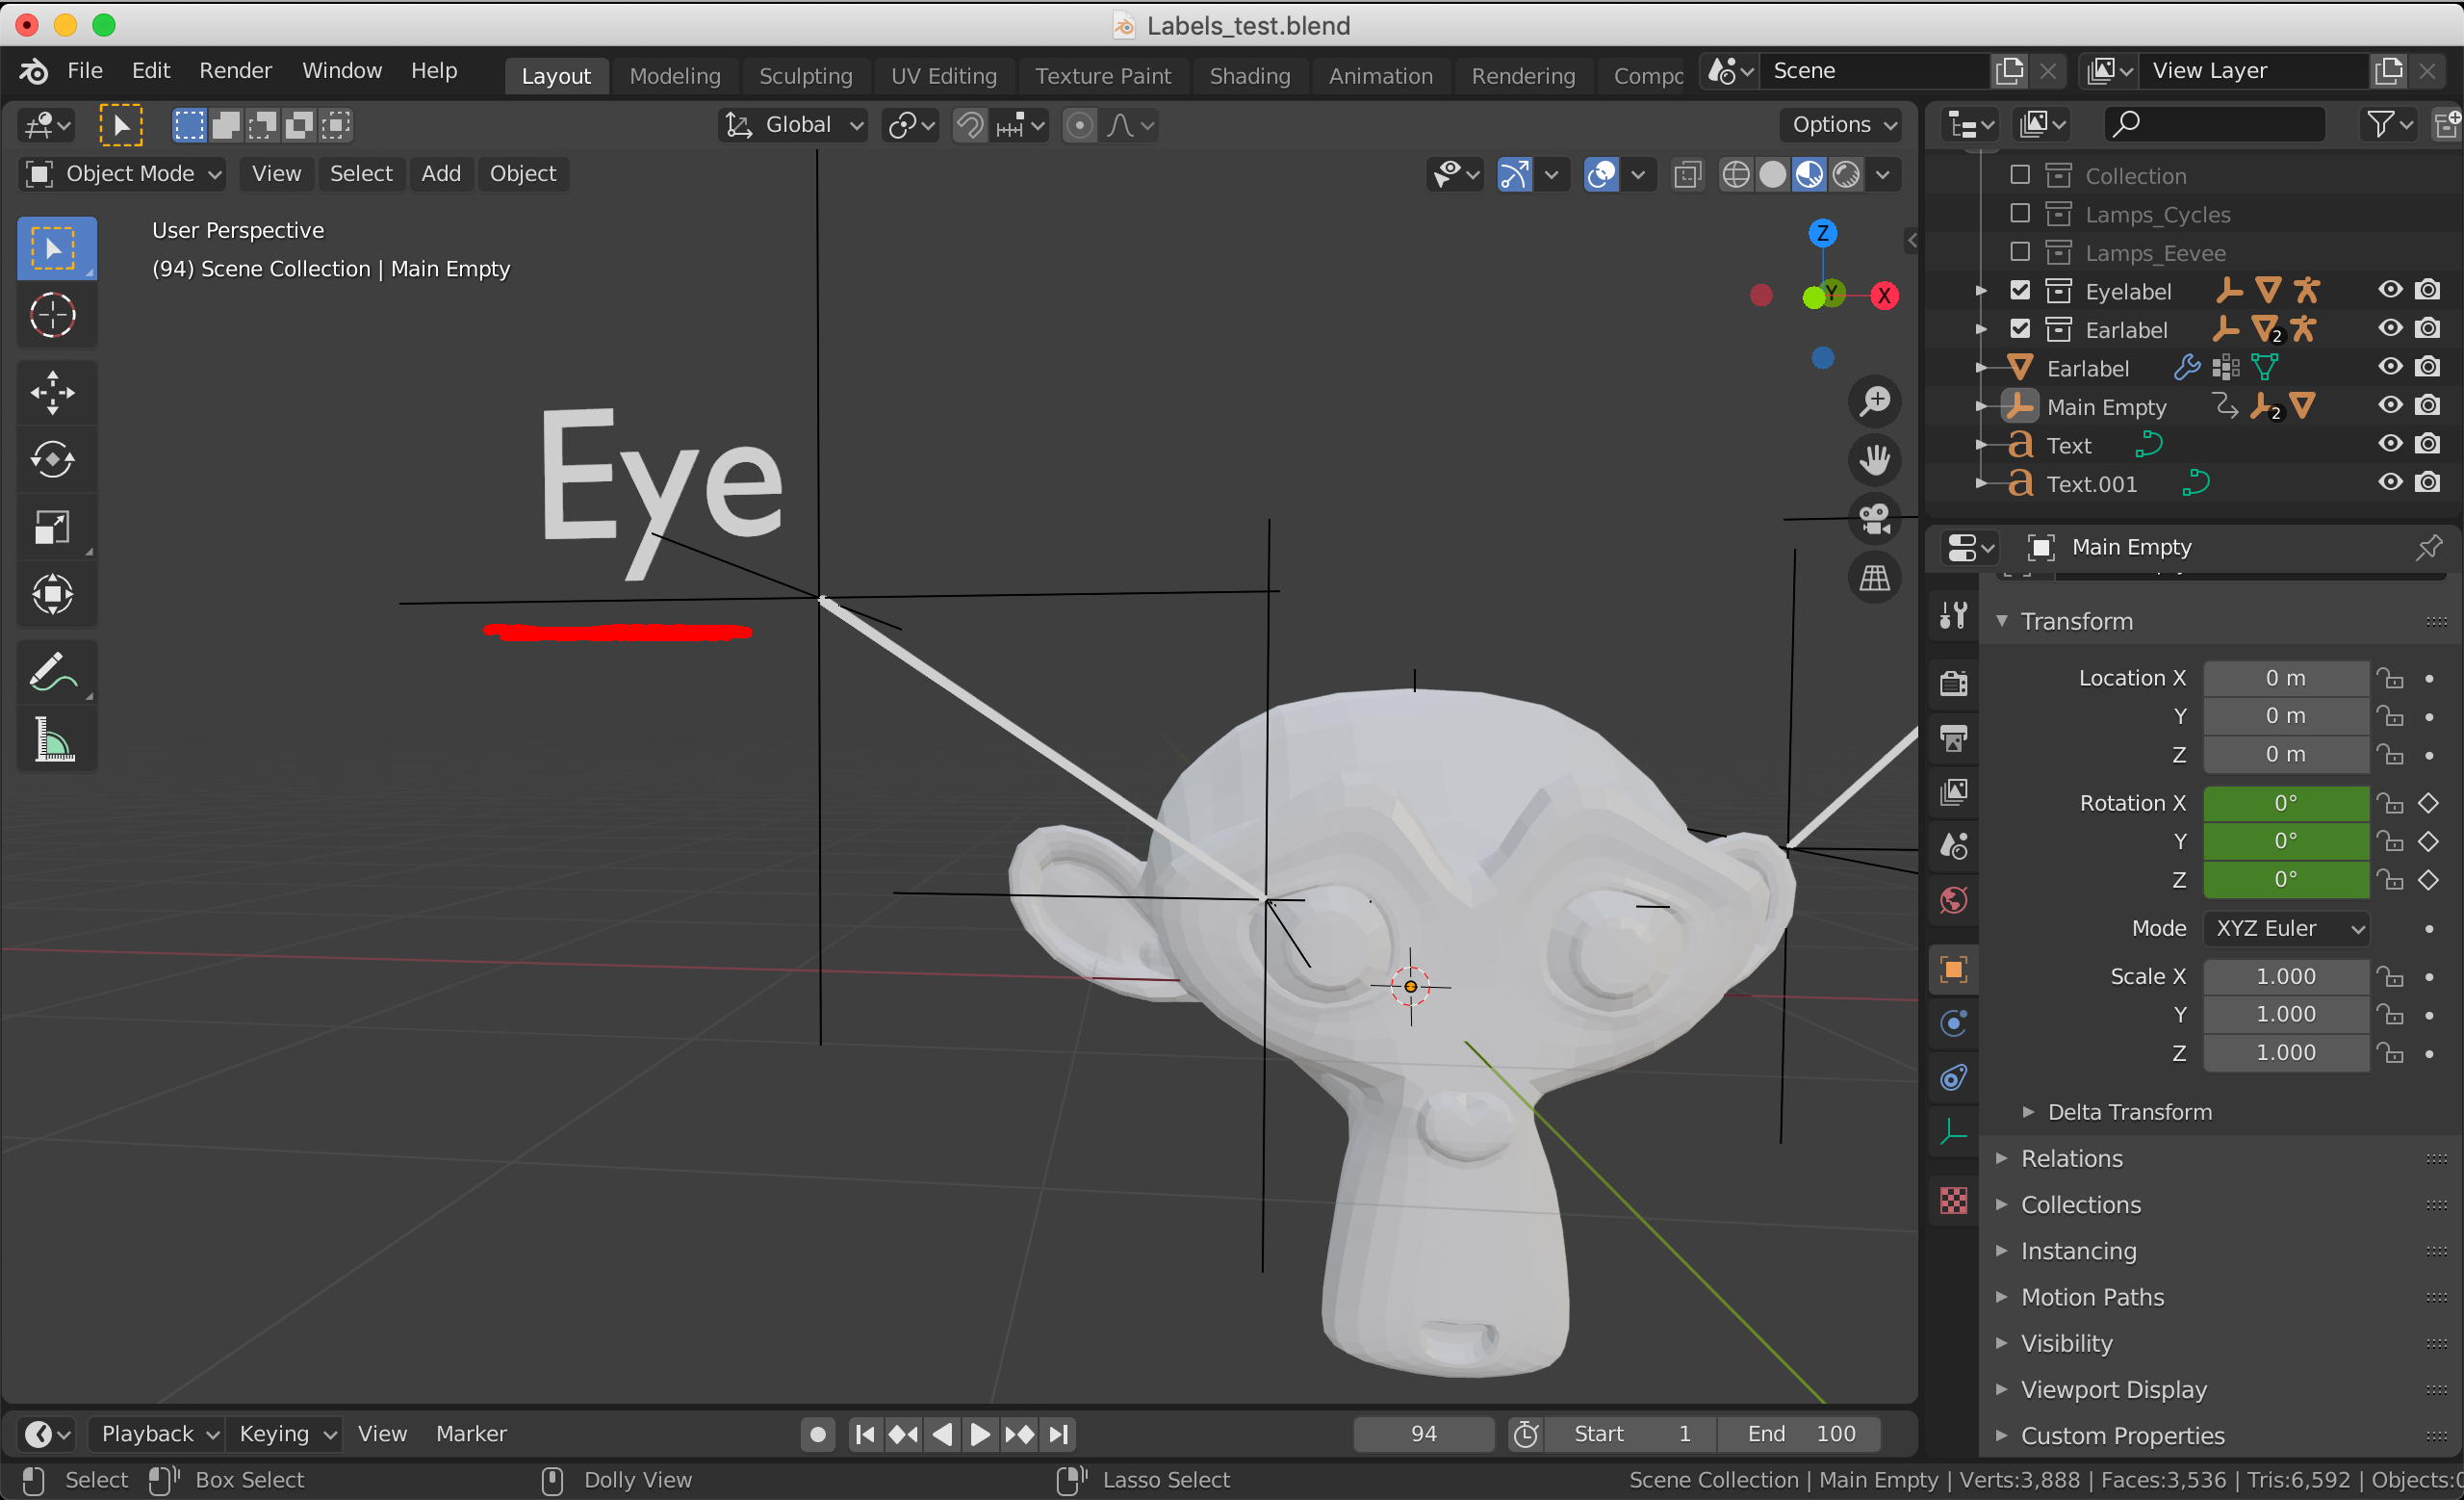 Labels_test.blend
File Edit Render Window Help Layout Modeling Sculpting UV Editing Texture Paint Shading Animation Rendering Compo Scene View Layer
Global Options
Object Mode View Select Add Object
User Perspective
(94) Scene Collection | Main Empty
Z
Y
X
Eye
Collection
Lamps_Cycles
Lamps_Eevee
Eyelabel
Earlabel 2
Earlabel
Main Empty 2
a Text
a Text.001
Main Empty
Transform
Location X 0 m
Y 0 m
Z 0 m
Rotation X 0°
Y 0°
Z 0°
Mode XYZ Euler
Scale X 1.000
Y 1.000
Z 1.000
Delta Transform
Relations
Collections
Instancing
Motion Paths
Visibility
Viewport Display
Custom Properties
Playback Keying View Marker 94 Start 1 End 100
Select Box Select Dolly View Lasso Select Scene Collection | Main Empty | Verts:3,888 | Faces:3,536 | Tris:6,592 | Objects:0